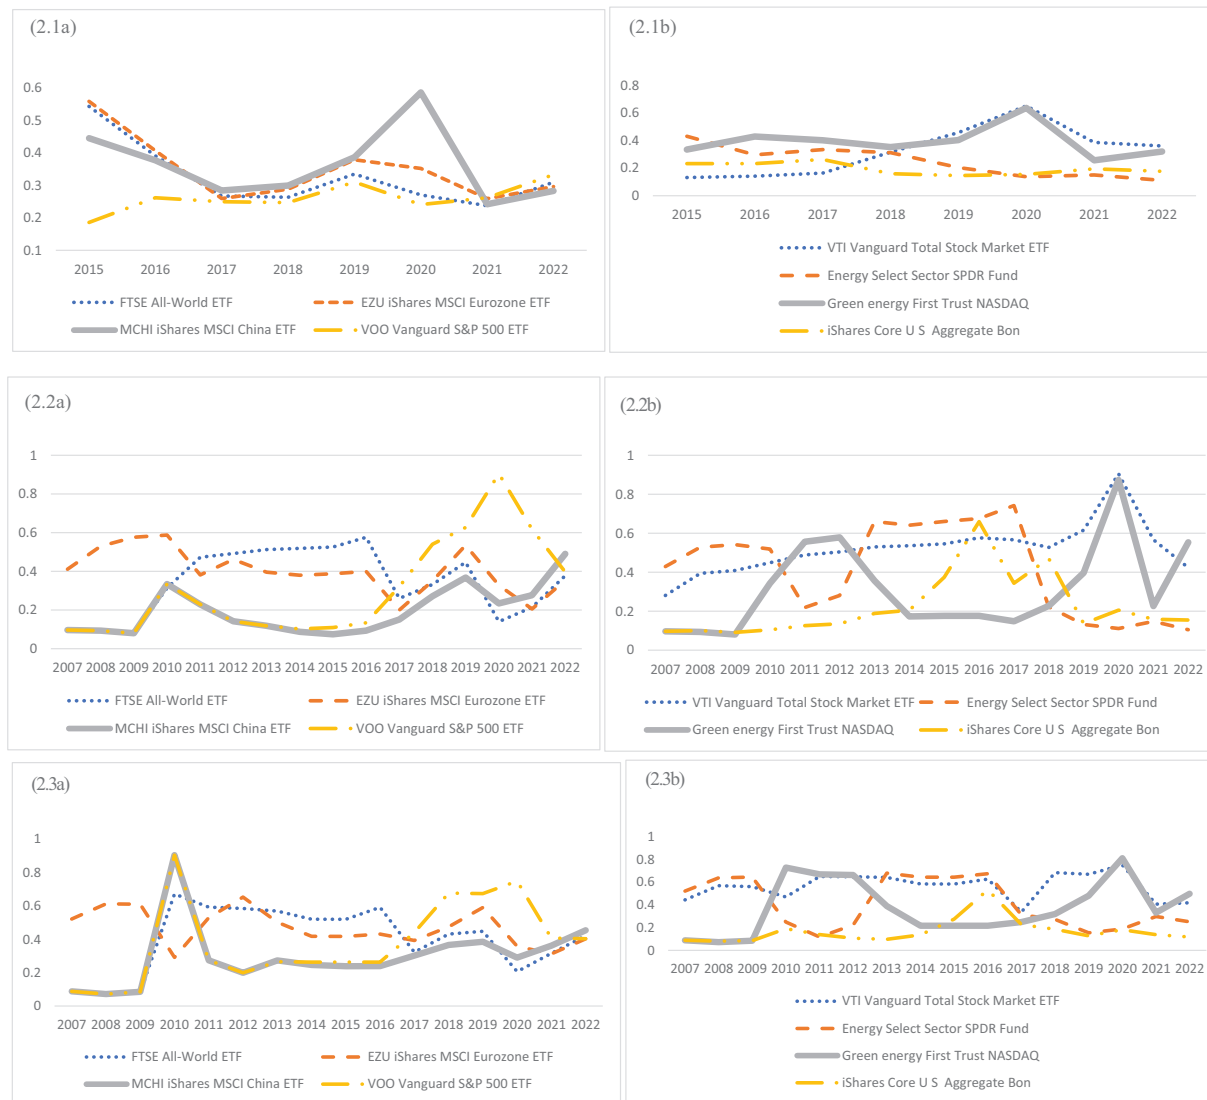 (2.1a)
0.6
0.5
0.4
0.3
0.2
0.1
2015 2016 2017 2018 2019 2020 2021 2022
FTSE All-World ETF EZU iShares MSCI Eurozone ETF
MCHI iShares MSCI China ETF VOO Vanguard S&P 500 ETF
(2.1b)
0.8
0.6
0.4
0.2
0
2015 2016 2017 2018 2019 2020 2021 2022
VTI Vanguard Total Stock Market ETF
Energy Select Sector SPDR Fund
Green energy First Trust NASDAQ
iShares Core U S Aggregate Bon
(2.2a)
1
0.8
0.6
0.4
0.2
0
2007 2008 2009 2010 2011 2012 2013 2014 2015 2016 2017 2018 2019 2020 2021 2022
FTSE All-World ETF EZU iShares MSCI Eurozone ETF
MCHI iShares MSCI China ETF VOO Vanguard S&P 500 ETF
(2.2b)
1
0.8
0.6
0.4
0.2
0
2007 2008 2009 2010 2011 2012 2013 2014 2015 2016 2017 2018 2019 2020 2021 2022
VTI Vanguard Total Stock Market ETF Energy Select Sector SPDR Fund
Green energy First Trust NASDAQ iShares Core U S Aggregate Bon
(2.3a)
1
0.8
0.6
0.4
0.2
0
2007 2008 2009 2010 2011 2012 2013 2014 2015 2016 2017 2018 2019 2020 2021 2022
FTSE All-World ETF EZU iShares MSCI Eurozone ETF
MCHI iShares MSCI China ETF VOO Vanguard S&P 500 ETF
(2.3b)
1
0.8
0.6
0.4
0.2
0
2007 2008 2009 2010 2011 2012 2013 2014 2015 2016 2017 2018 2019 2020 2021 2022
VTI Vanguard Total Stock Market ETF
Energy Select Sector SPDR Fund
Green energy First Trust NASDAQ
iShares Core U S Aggregate Bon